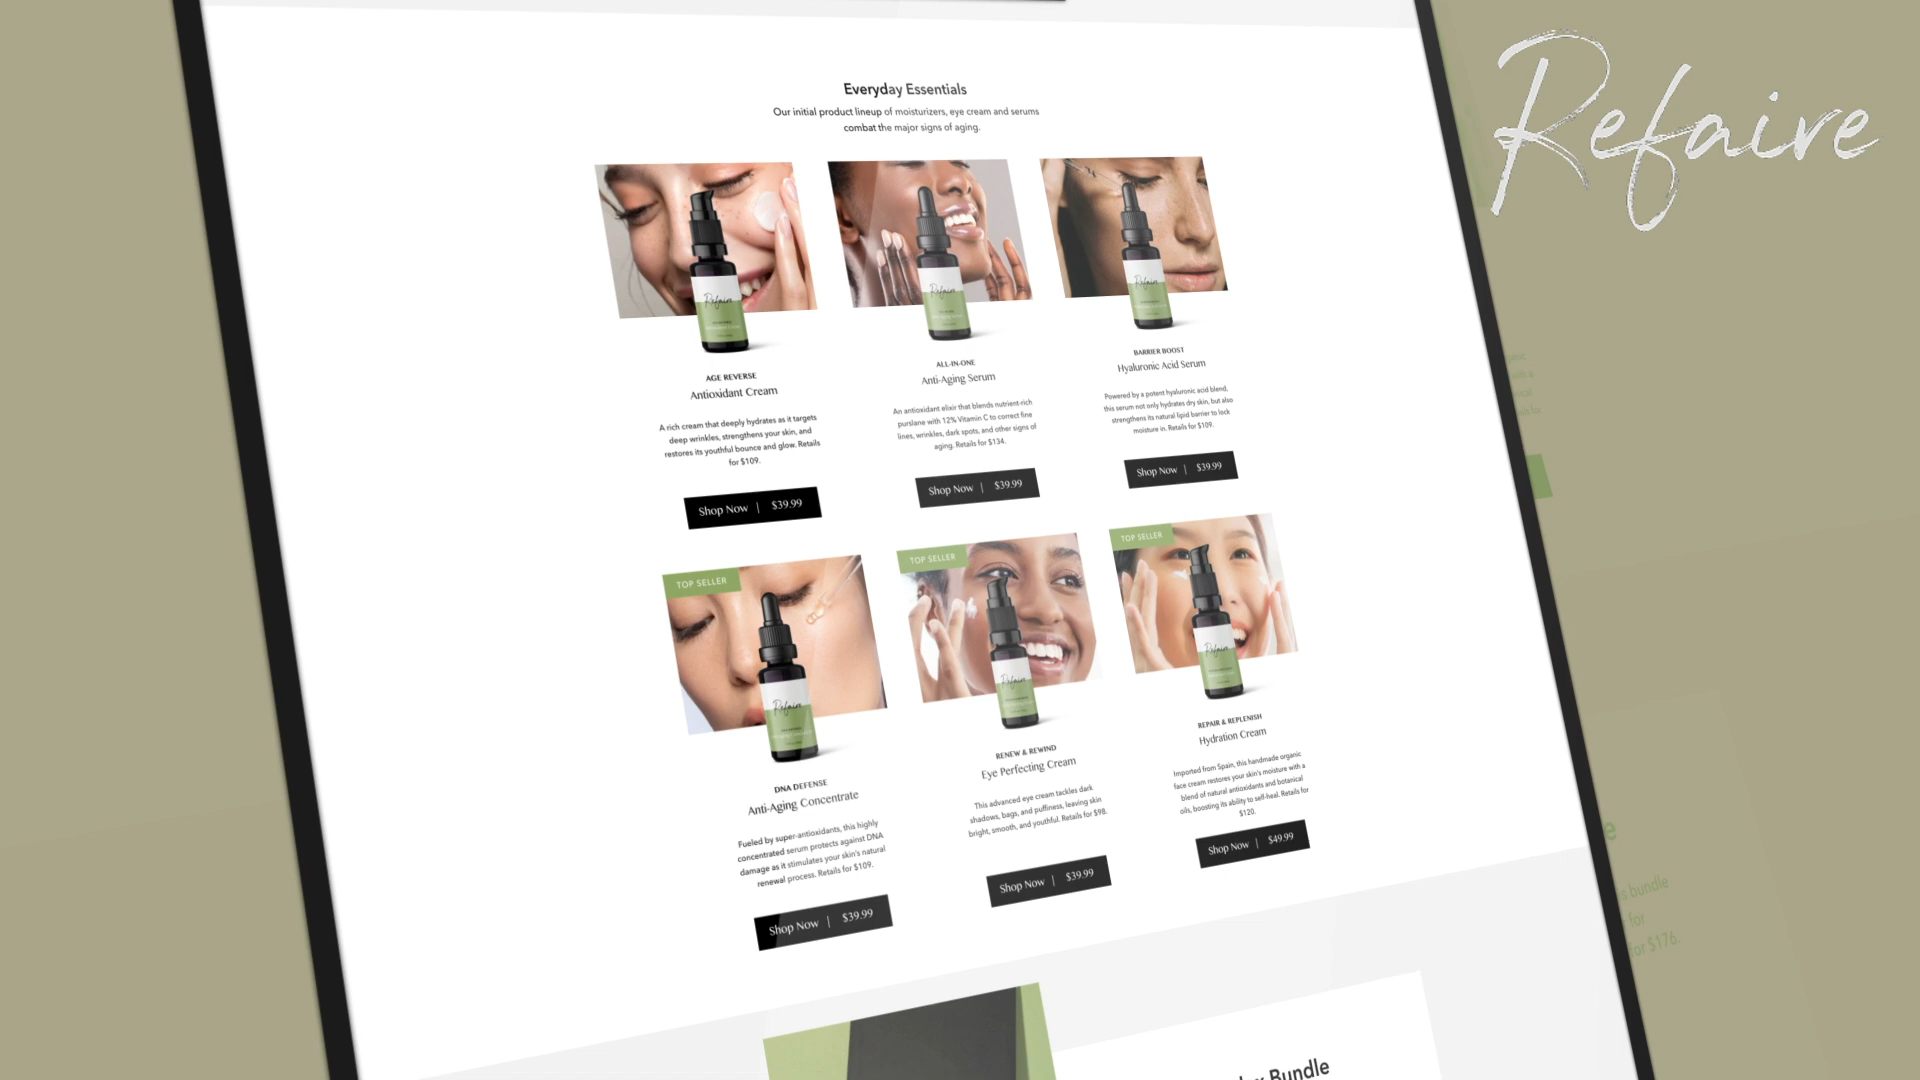 Refaire
Everyday Essentials
Our initial product lineup of moisturizers, eye cream and serums
combat the major signs of aging.
Refaire
Refaire
Refaire
AGE REVERSE
Antioxidant Cream
A rich cream that deeply hydrates as it targets
deep wrinkles, strengthens your skin, and
restores its youthful bounce and glow. Retails
for $109.
Shop Now | $39.99
ALL-IN-ONE
Anti-Aging Serum
An antioxidant elixir that blends nutrient-rich
purslane with 12% Vitamin C to correct fine
lines, wrinkles, dark spots, and other signs of
aging. Retails for $134.
Shop Now | $39.99
BARRIER BOOST
Hyaluronic Acid Serum
Powered by a potent hyaluronic acid blend,
this serum not only hydrates dry skin, but also
strengthens its natural lipid barrier to lock
moisture in. Retails for $109.
Shop Now | $39.99
TOP SELLER
Refaire
DNA DEFENSE
Anti-Aging Concentrate
Fueled by super-antioxidants, this highly
concentrated serum protects against DNA
damage as it stimulates your skin's natural
renewal process. Retails for $109.
Shop Now | $39.99
TOP SELLER
Refaire
RENEW & REWIND
Eye Perfecting Cream
This advanced eye cream tackles dark
shadows, bags, and puffiness, leaving skin
bright, smooth, and youthful. Retails for $98.
Shop Now | $39.99
TOP SELLER
Refaire
REPAIR & REPLENISH
Hydration Cream
Imported from Spain, this handmade organic
face cream restores your skin's moisture with a
blend of natural antioxidants and botanical
oils, boosting its ability to self-heal. Retails for
$120.
Shop Now | $49.99
Bundle
bundle
for
for $176.